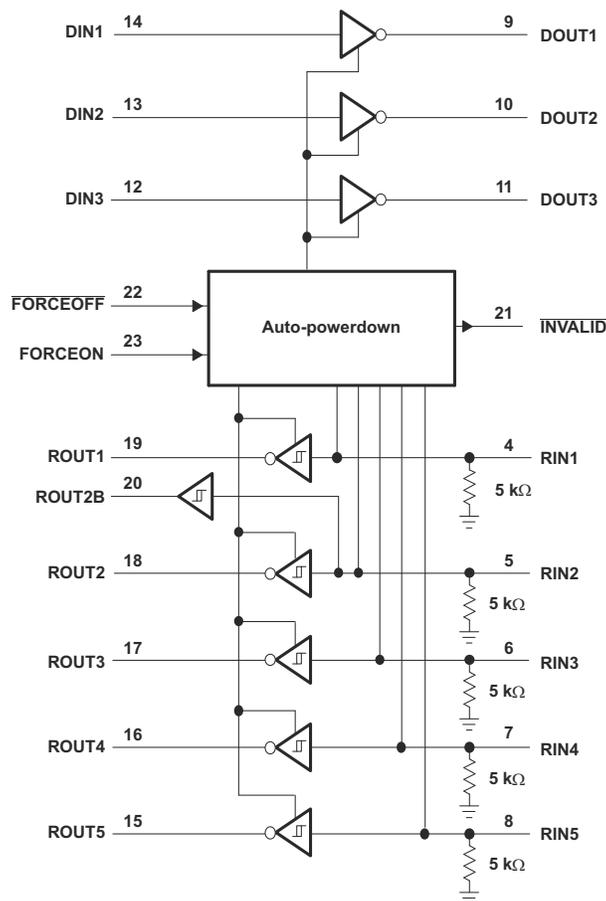 DIN1 14 9 DOUT1
DIN2 13 10 DOUT2
DIN3 12 11 DOUT3
FORCEOFF 22
Auto-powerdown
21 INVALID
FORCEON 23
ROUT1 19 4 RIN1
5 kΩ
ROUT2B 20
ROUT2 18 5 RIN2
5 kΩ
ROUT3 17 6 RIN3
5 kΩ
ROUT4 16 7 RIN4
5 kΩ
ROUT5 15 8 RIN5
5 kΩ